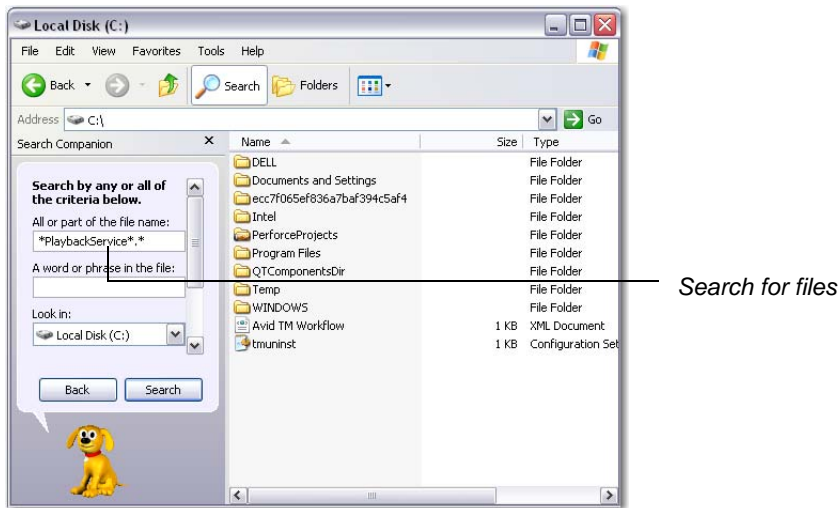 Local Disk (C:)
File Edit View Favorites Tools Help
Back Search Folders
Address C:\ Go
Search Companion
Name Size Type
Search by any or all of
the criteria below.
All or part of the file name:
*PlaybackService*.*
A word or phrase in the file:
Look in:
Local Disk (C:)
Back Search
DELL File Folder
Documents and Settings File Folder
ecc7f065ef836a7baf394c5af4 File Folder
Intel File Folder
PerforceProjects File Folder
Program Files File Folder
QTComponentsDir File Folder
Temp File Folder
WINDOWS File Folder
Avid TM Workflow 1 KB XML Document
tmuninst 1 KB Configuration Set
Search for files